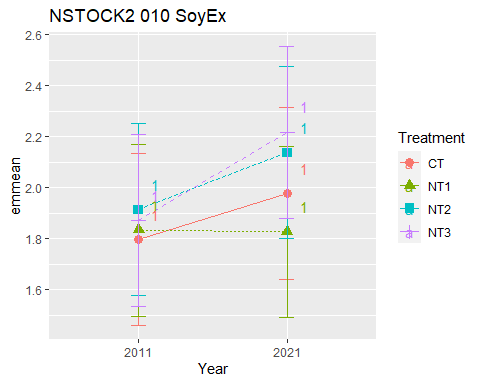 NSTOCK2 010 SoyEx
2.6
2.4
2.2
2.0
1.8
1.6
emmean
1
1
1
1
1
1
1
1
2011
2021
Year
Treatment
a CT
a NT1
a NT2
a NT3